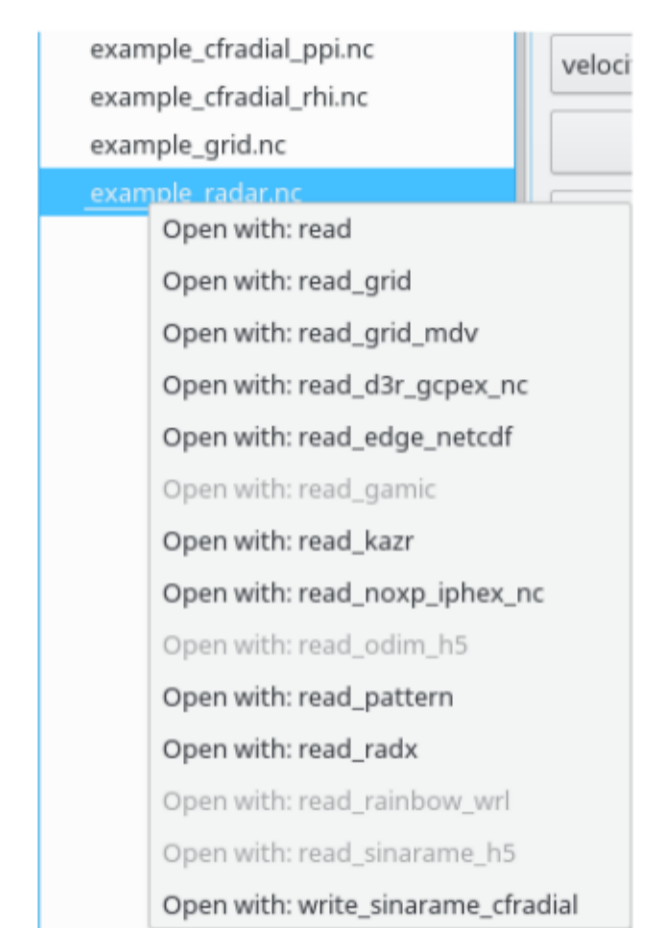 example_cfradial_ppi.nc
example_cfradial_rhi.nc
example_grid.nc
example_radar.nc
veloci
Open with: read
Open with: read_grid
Open with: read_grid_mdv
Open with: read_d3r_gcpex_nc
Open with: read_edge_netcdf
Open with: read_gamic
Open with: read_kazr
Open with: read_noxp_iphex_nc
Open with: read_odim_h5
Open with: read_pattern
Open with: read_radx
Open with: read_rainbow_wrl
Open with: read_sinarame_h5
Open with: write_sinarame_cfradial